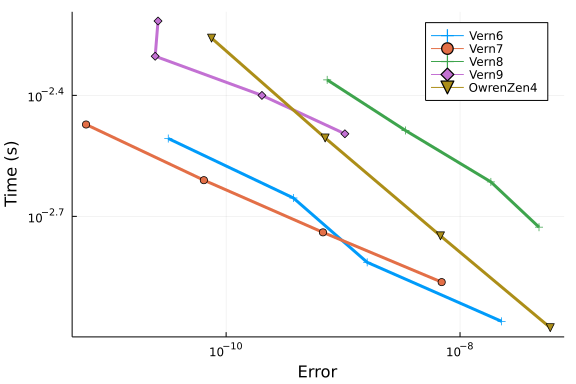 Vern6
Vern7
Vern8
Vern9
OwrenZen4
10⁻²·⁴
10⁻²·⁷
Time (s)
10⁻¹⁰
10⁻⁸
Error